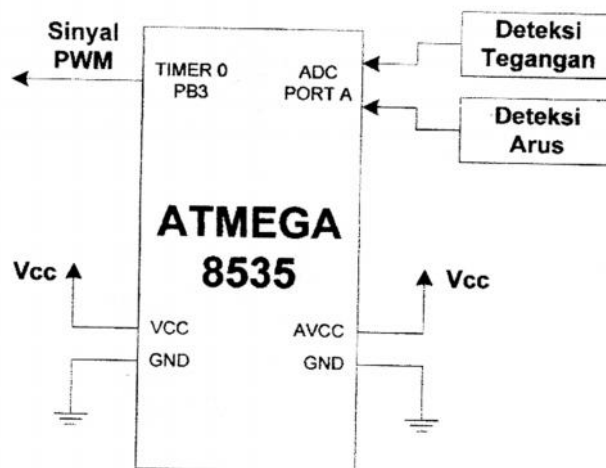 Sinyal
PWM
TIMER 0
PB3
ADC
PORT A
Deteksi
Tegangan
Deteksi
Arus
ATMEGA
8535
Vcc
Vcc
VCC
AVCC
GND
GND